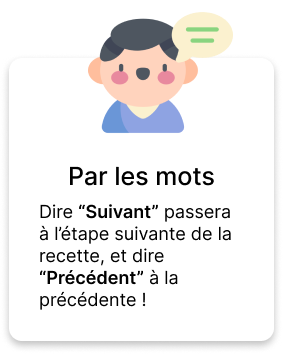 Par les mots
Dire “Suivant” passera
à l’étape suivante de la
recette, et dire
“Précédent” à la
précédente !